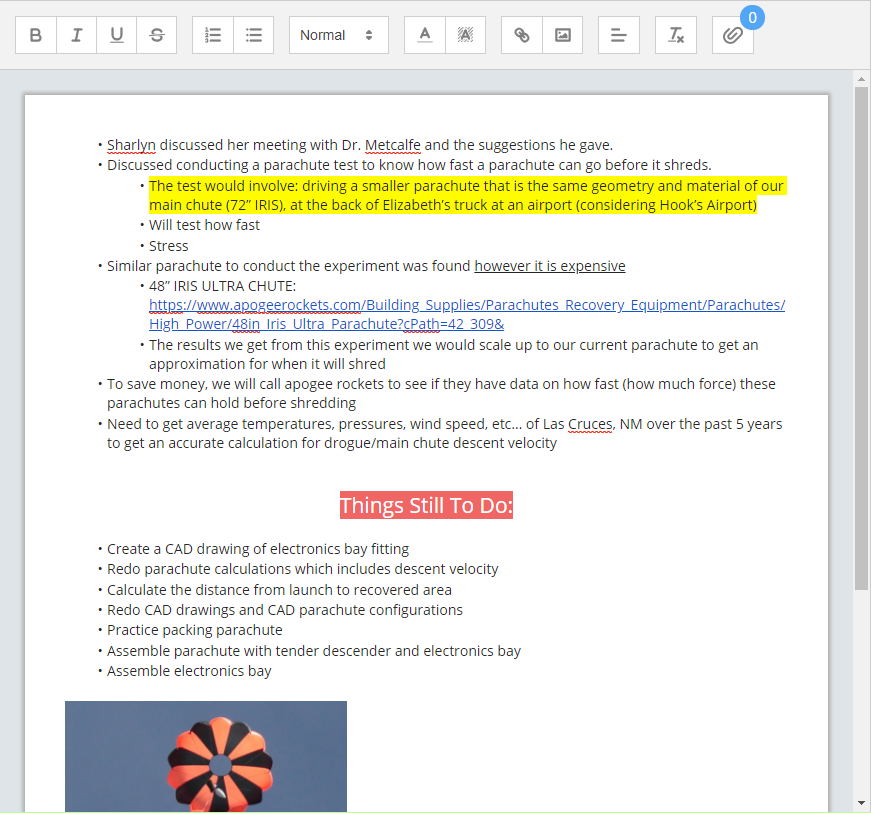 B I U S Normal A A Tx 0
• Sharlyn discussed her meeting with Dr. Metcalfe and the suggestions he gave.
• Discussed conducting a parachute test to know how fast a parachute can go before it shreds.
• The test would involve: driving a smaller parachute that is the same geometry and material of our
main chute (72” IRIS), at the back of Elizabeth’s truck at an airport (considering Hook’s Airport)
• Will test how fast
• Stress
• Similar parachute to conduct the experiment was found however it is expensive
• 48” IRIS ULTRA CHUTE:
https://www.apogeerockets.com/Building_Supplies/Parachutes_Recovery_Equipment/Parachutes/
High_Power/48in_Iris_Ultra_Parachute?cPath=42_309&
• The results we get from this experiment we would scale up to our current parachute to get an
approximation for when it will shred
• To save money, we will call apogee rockets to see if they have data on how fast (how much force) these
parachutes can hold before shredding
• Need to get average temperatures, pressures, wind speed, etc… of Las Cruces, NM over the past 5 years
to get an accurate calculation for drogue/main chute descent velocity
Things Still To Do:
• Create a CAD drawing of electronics bay fitting
• Redo parachute calculations which includes descent velocity
• Calculate the distance from launch to recovered area
• Redo CAD drawings and CAD parachute configurations
• Practice packing parachute
• Assemble parachute with tender descender and electronics bay
• Assemble electronics bay